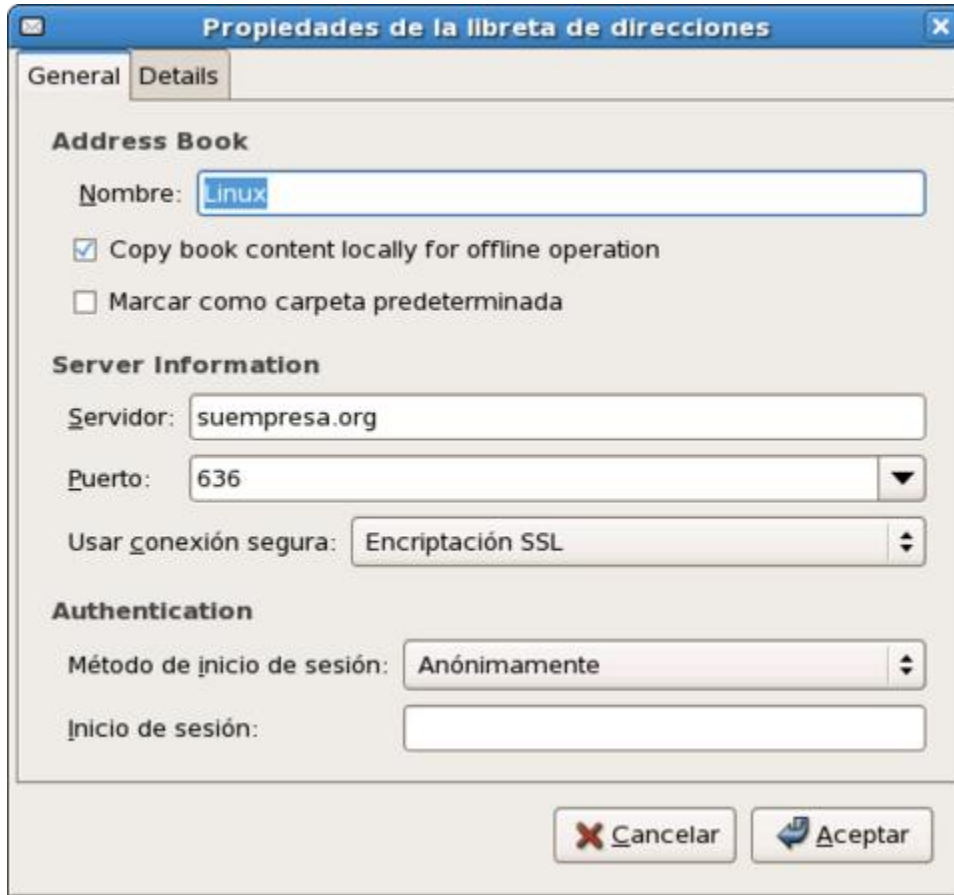 Propiedades de la libreta de direcciones
General Details
Address Book
Nombre: Linux
Copy book content locally for offline operation
Marcar como carpeta predeterminada
Server Information
Servidor: suempresa.org
Puerto: 636
Usar conexión segura: Encriptación SSL
Authentication
Método de inicio de sesión: Anónimamente
Inicio de sesión:
Cancelar Aceptar